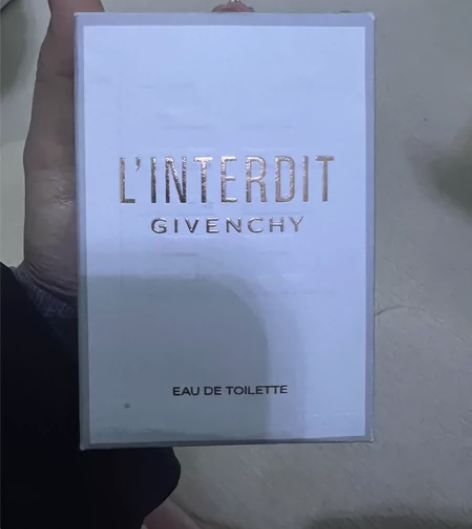 L'INTERDIT
GIVENCHY
EAU DE TOILETTE